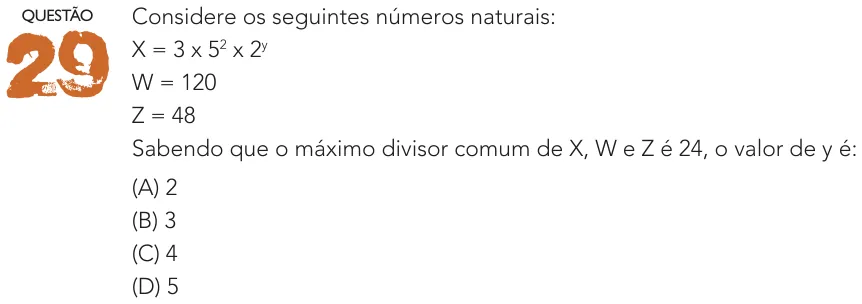 QUESTÃO
29
Considere os seguintes números naturais:
X = 3 x 5² x 2ʸ
W = 120
Z = 48
Sabendo que o máximo divisor comum de X, W e Z é 24, o valor de y é:
(A) 2
(B) 3
(C) 4
(D) 5